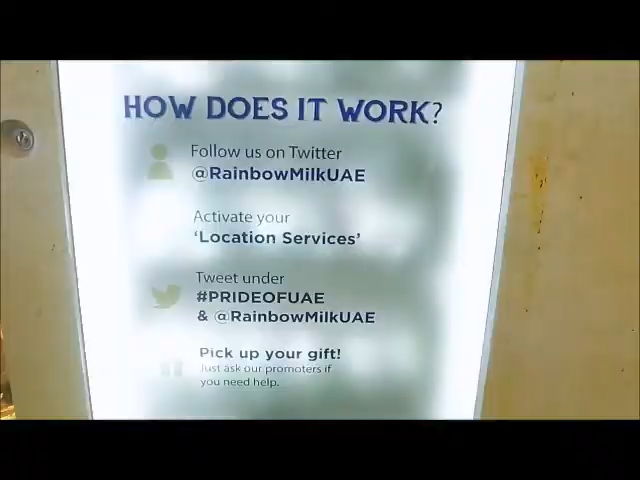 HOW DOES IT WORK?
Follow us on Twitter
@RainbowMilkUAE
Activate your
'Location Services'
Tweet under
#PRIDEOFUAE
& @RainbowMilkUAE
Pick up your gift!
Just ask our promoters if
you need help.